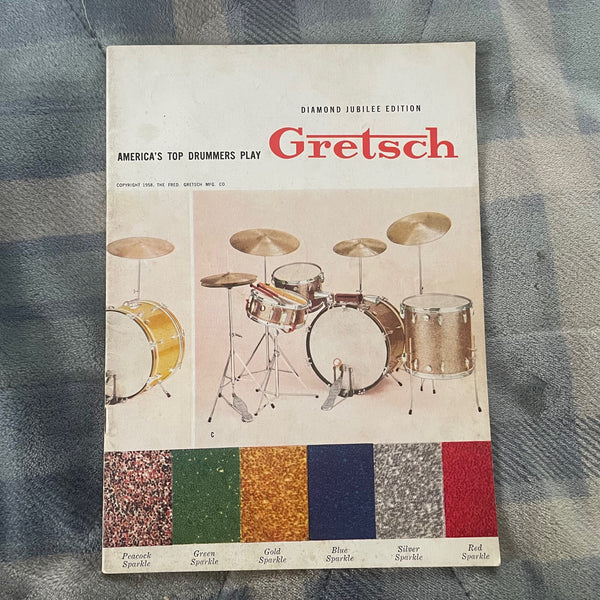 DIAMOND JUBILEE EDITION
AMERICA'S TOP DRUMMERS PLAY Gretsch
COPYRIGHT 1958, THE FRED. GRETSCH MFG. CO.
C
Peacock Sparkle
Green Sparkle
Gold Sparkle
Blue Sparkle
Silver Sparkle
Red Sparkle